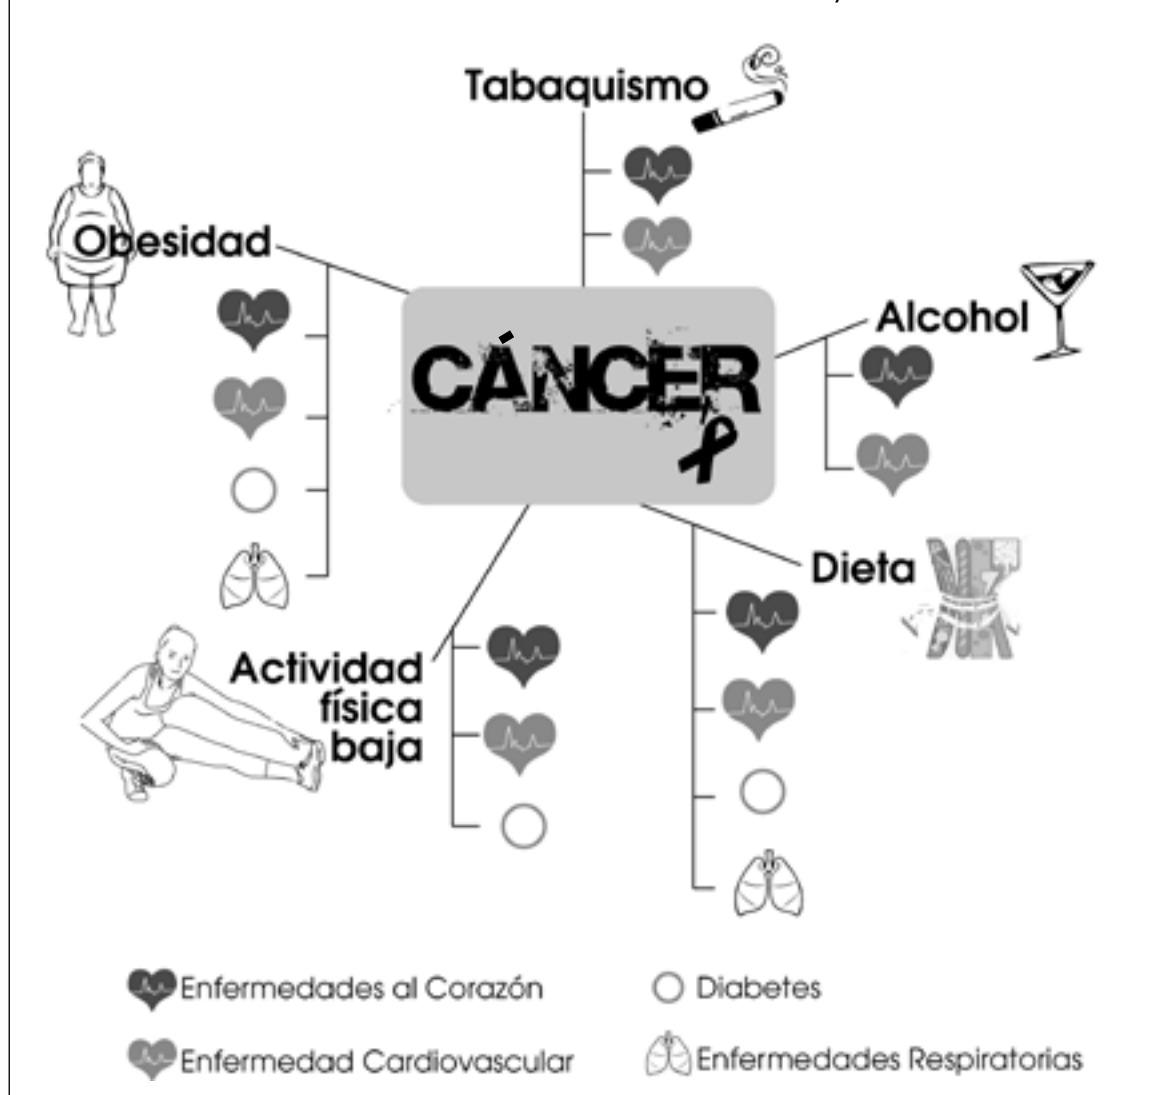 Tabaquismo
Obesidad
Alcohol
CÁNCER
Dieta
Actividad
física
baja
Enfermedades al Corazón
Diabetes
Enfermedad Cardiovascular
Enfermedades Respiratorias